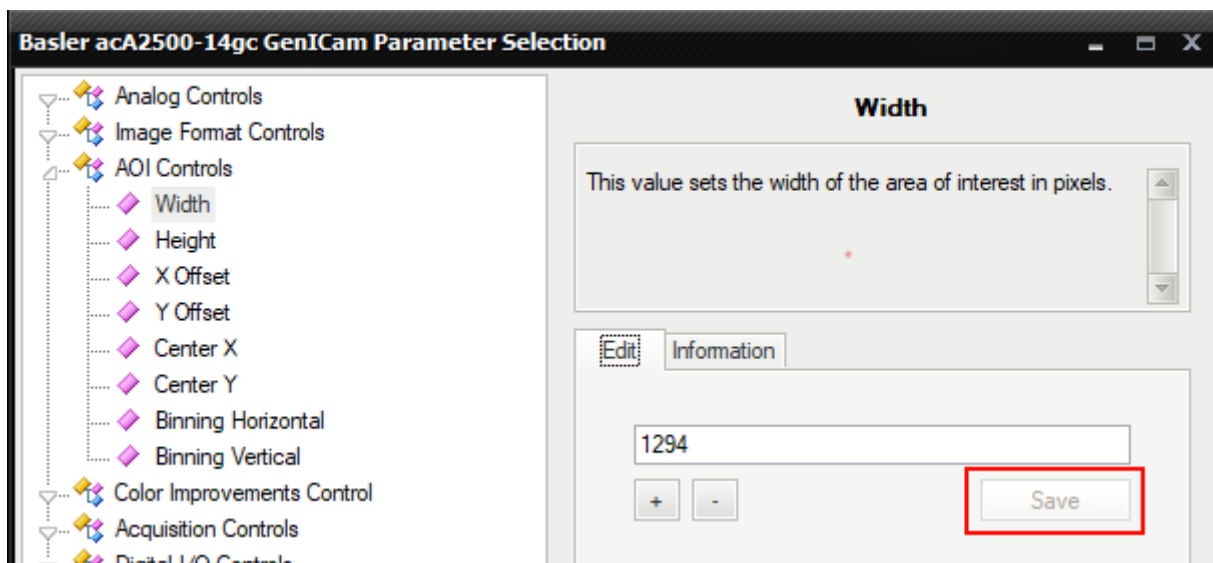 Basler acA2500-14gc GenICam Parameter Selection
Analog Controls
Image Format Controls
AOI Controls
Width
Height
X Offset
Y Offset
Center X
Center Y
Binning Horizontal
Binning Vertical
Color Improvements Control
Acquisition Controls
Digital I/O Controls
Width
This value sets the width of the area of interest in pixels.
Edit Information
1294
+ -
Save